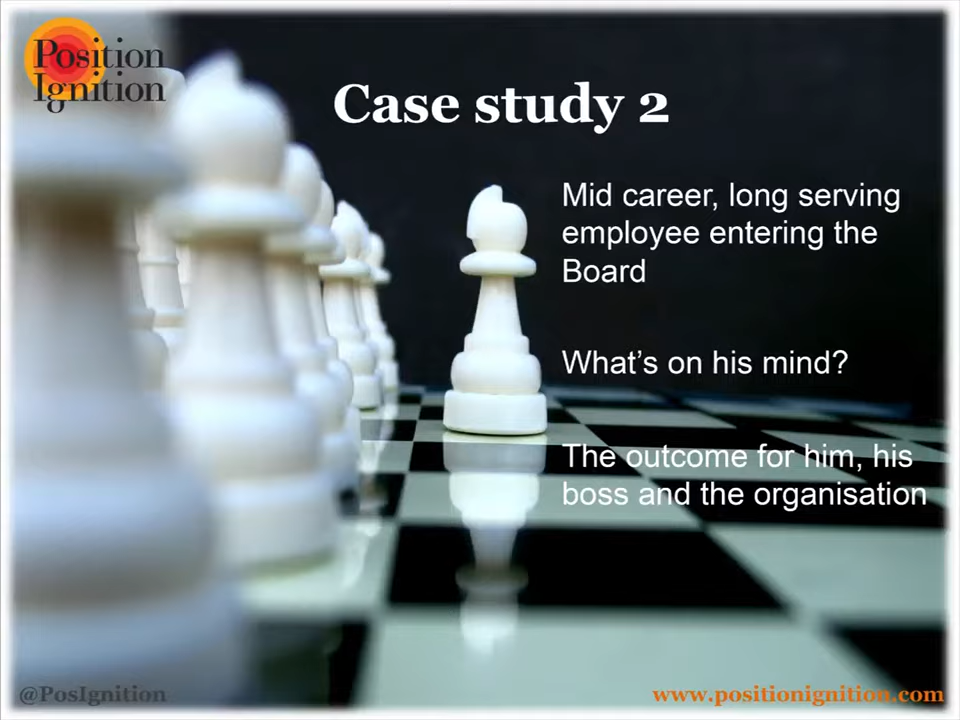 Position
Ignition
Case study 2
Mid career, long serving
employee entering the
Board
What's on his mind?
The outcome for him, his
boss and the organisation
@PosIgnition
www.positionignition.com